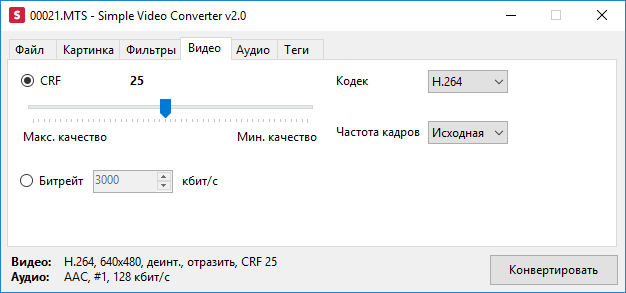 S 00021.MTS - Simple Video Converter v2.0
Файл Картинка Фильтры Видео Аудио Теги
CRF 25 Кодек H.264
Макс. качество Мин. качество Частота кадров Исходная
Битрейт 3000 кбит/с
Видео: H.264, 640x480, деинт., отразить, CRF 25
Аудио: AAC, #1, 128 кбит/с
Конвертировать